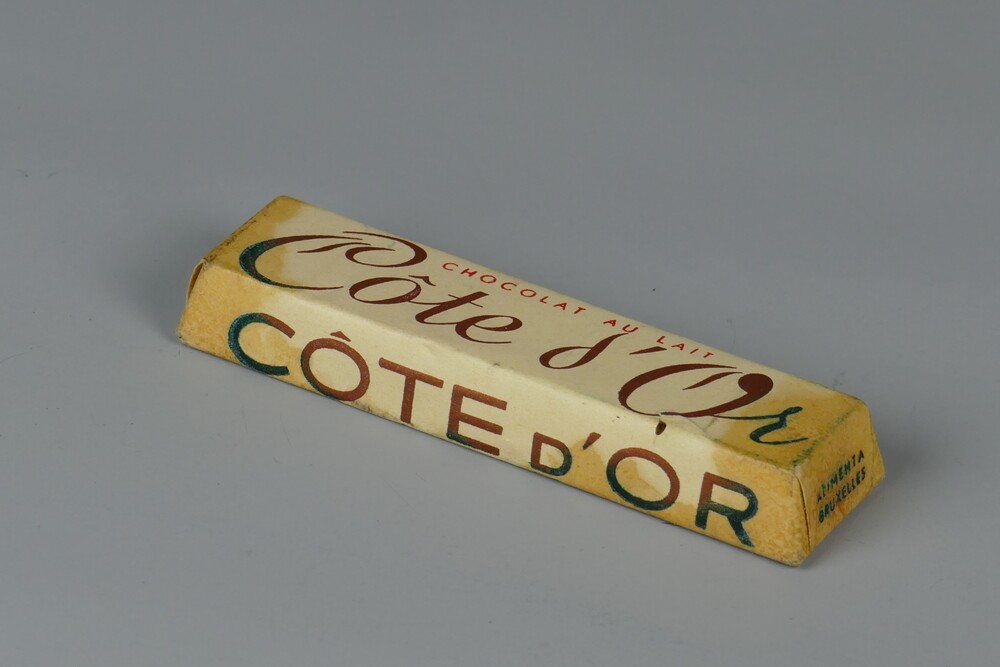 CHOCOLAT AU LAIT
Côte d'Or
CÔTE D'OR
ALIMENTA
BRUXELLES